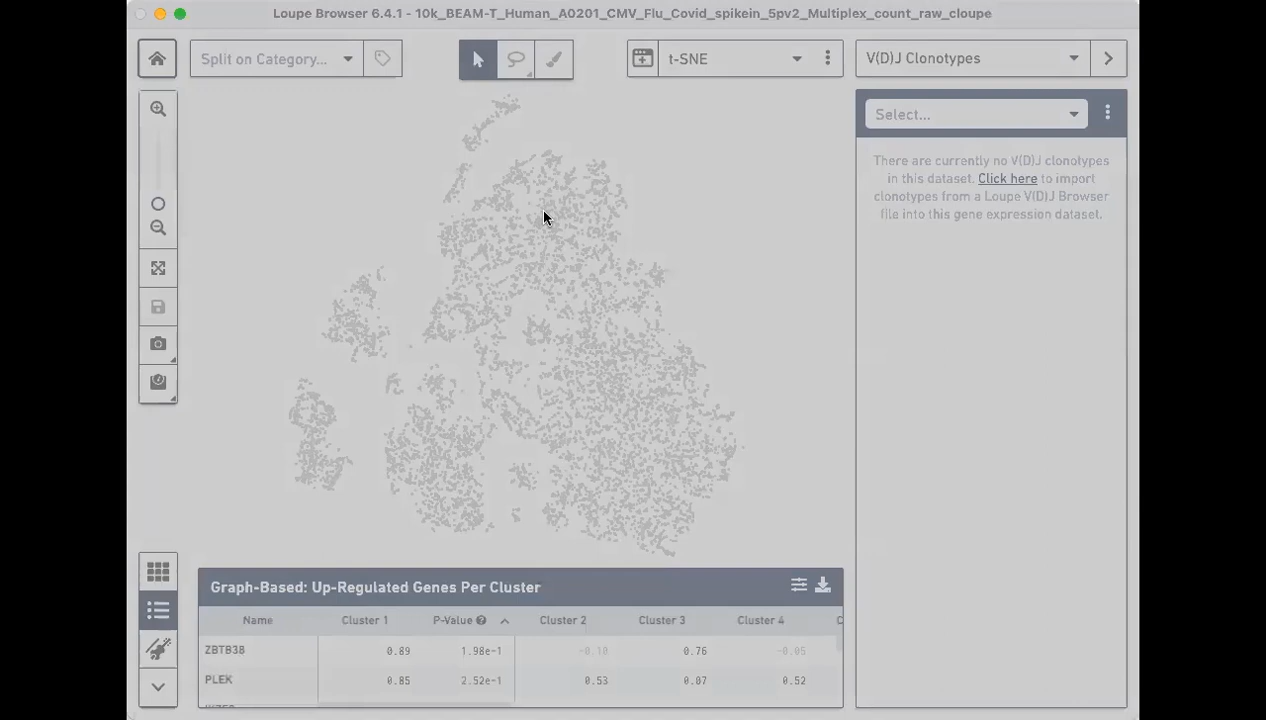 Loupe Browser 6.4.1 - 10k_BEAM-T_Human_A0201_CMV_Flu_Covid_spikein_5pv2_Multiplex_count_raw_cloupe
Split on Category...
t-SNE
V(D)J Clonotypes
Select...
There are currently no V(D)J clonotypes
in this dataset. Click here to import
clonotypes from a Loupe V(D)J Browser
file into this gene expression dataset.
Graph-Based: Up-Regulated Genes Per Cluster
Name Cluster 1 P-Value Cluster 2 Cluster 3 Cluster 4 C
ZBTB38 0.89 1.98e-1 -0.10 0.76 -0.05
PLEK 0.85 2.52e-1 0.53 0.07 0.52